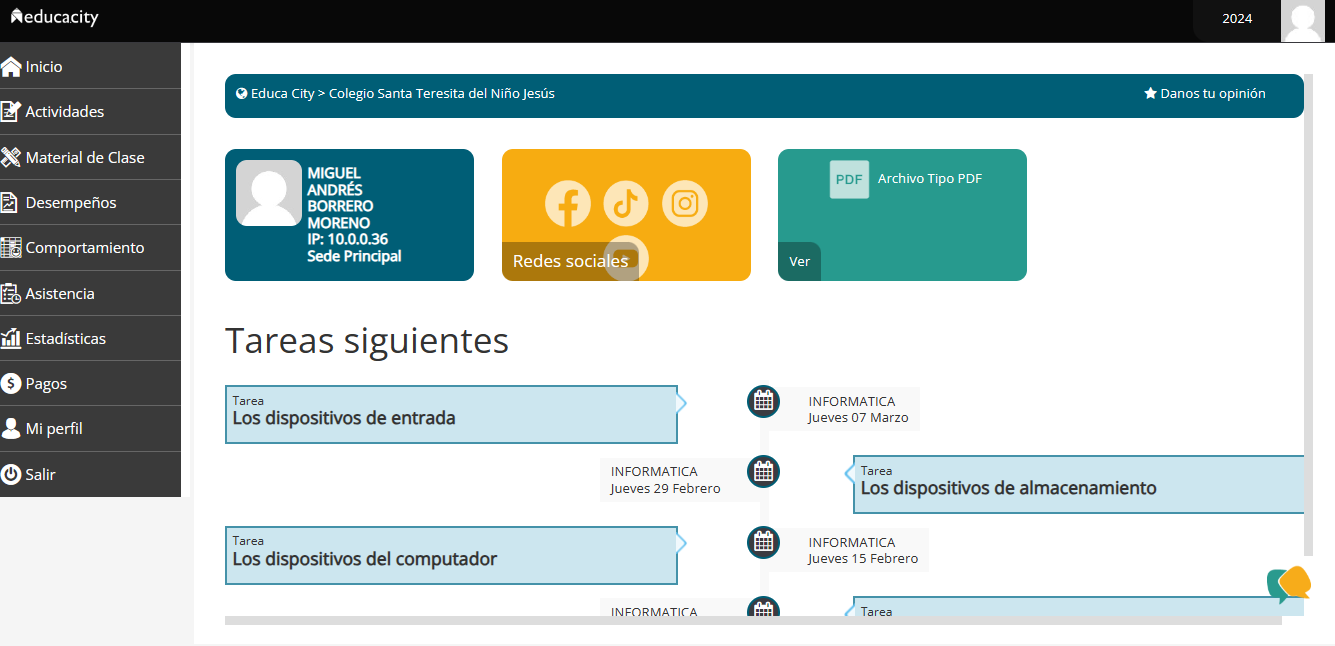 educacity
2024
Inicio
Actividades
Material de Clase
Desempeños
Comportamiento
Asistencia
Estadísticas
Pagos
Mi perfil
Salir
Educa City > Colegio Santa Teresita del Niño Jesús
Danos tu opinión
MIGUEL
ANDRÉS
BORRERO
MORENO
IP: 10.0.0.36
Sede Principal
Redes sociales
PDF
Archivo Tipo PDF
Ver
Tareas siguientes
Tarea
Los dispositivos de entrada
INFORMATICA
Jueves 07 Marzo
INFORMATICA
Jueves 29 Febrero
Tarea
Los dispositivos de almacenamiento
Tarea
Los dispositivos del computador
INFORMATICA
Jueves 15 Febrero
INFORMATICA
Tarea